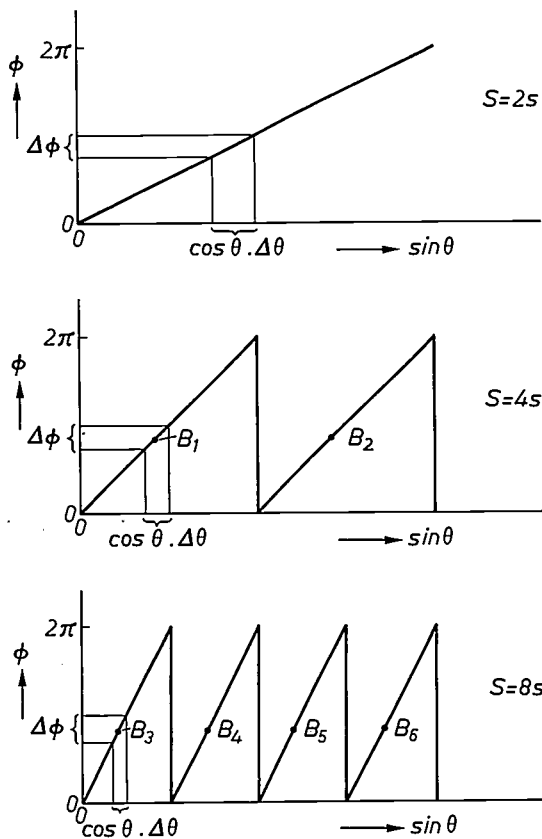 2π
ϕ
S=2s
Δϕ{
0
0
cos θ . Δθ
sin θ
2π
ϕ
S=4s
Δϕ{
B1
B2
0
0
cos θ . Δθ
sin θ
2π
ϕ
S=8s
Δϕ{
B3
B4
B5
B6
0
0
cos θ . Δθ
sin θ